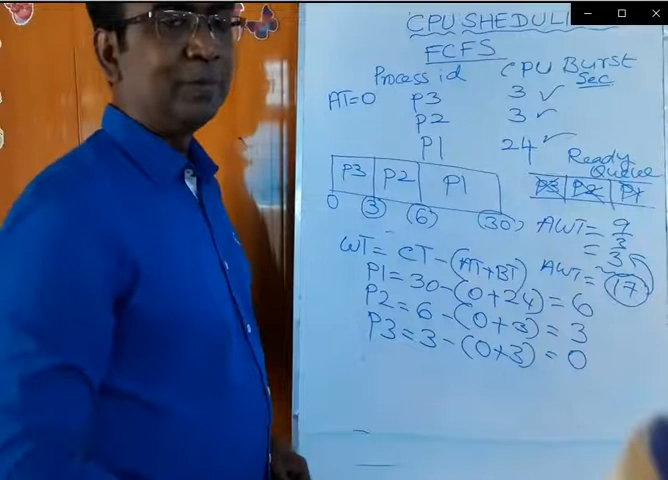 CPU SHEDULI
FCFS
Process id CPU Burst
Sec
AT=0 P3 3 ✓
P2 3 ✓
P1 24 ✓
Ready
Queue
P3 P2 P1
P3 P2 P1
0 3 6 30
AWT = 9
3
= 3
AWT = 17
WT = CT - (AT+BT)
P1 = 30 - (0+24) = 6
P2 = 6 - (0+3) = 3
P3 = 3 - (0+3) = 0